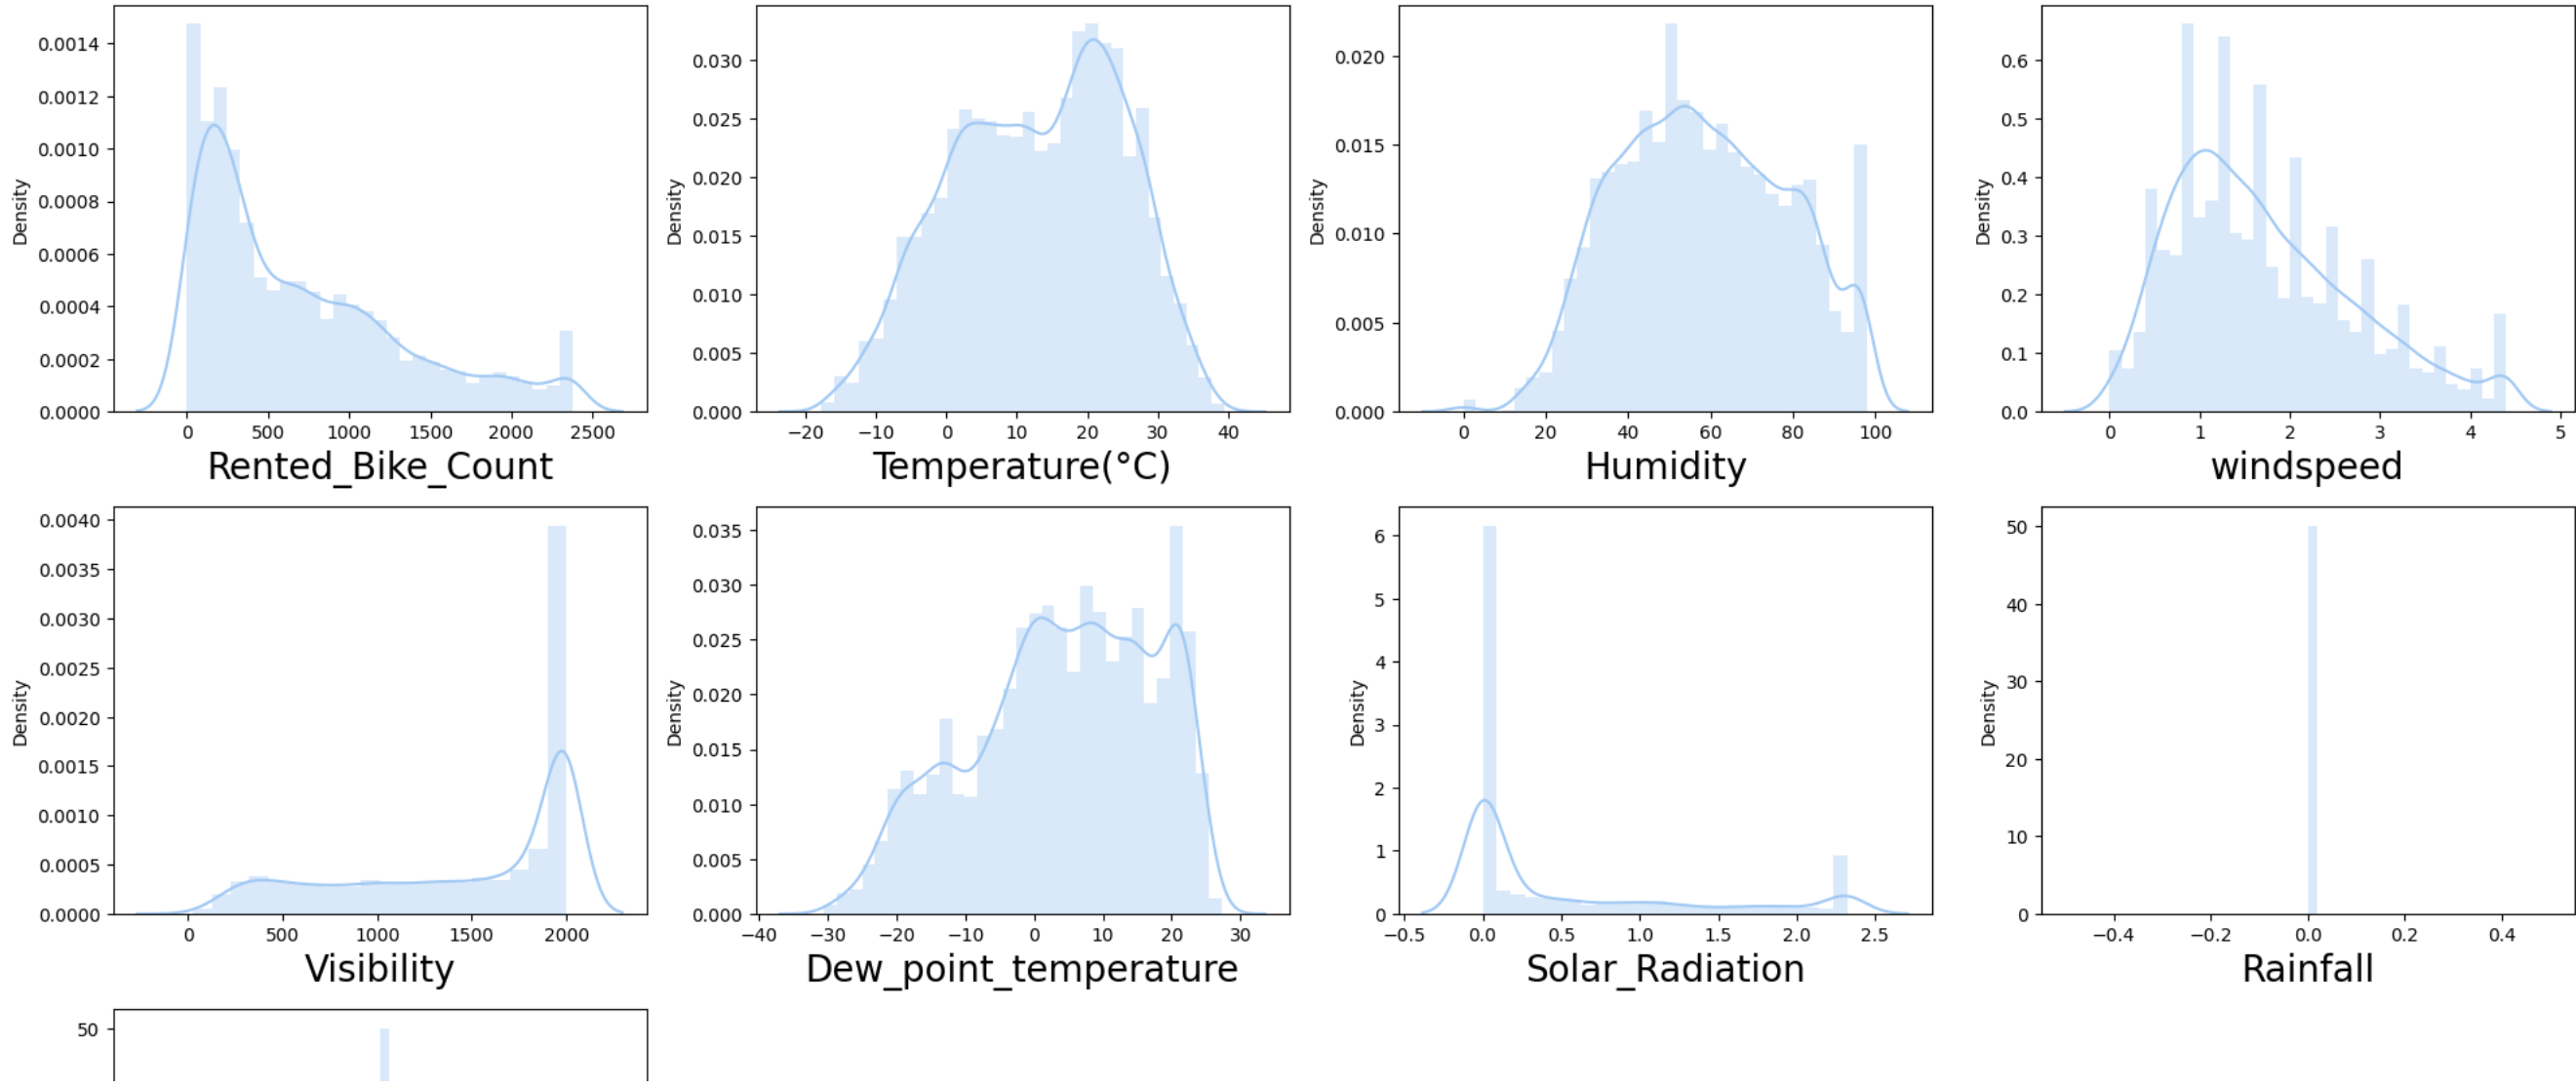 0.0014
0.0012
0.0010
0.0008
0.0006
0.0004
0.0002
0.0000
Density
0 500 1000 1500 2000 2500
Rented_Bike_Count
0.030
0.025
0.020
0.015
0.010
0.005
0.000
Density
−20 −10 0 10 20 30 40
Temperature(°C)
0.020
0.015
0.010
0.005
0.000
Density
0 20 40 60 80 100
Humidity
0.6
0.5
0.4
0.3
0.2
0.1
0.0
Density
0 1 2 3 4 5
windspeed
0.0040
0.0035
0.0030
0.0025
0.0020
0.0015
0.0010
0.0005
0.0000
Density
0 500 1000 1500 2000
Visibility
0.035
0.030
0.025
0.020
0.015
0.010
0.005
0.000
Density
−40 −30 −20 −10 0 10 20 30
Dew_point_temperature
6
5
4
3
2
1
0
Density
−0.5 0.0 0.5 1.0 1.5 2.0 2.5
Solar_Radiation
50
40
30
20
10
0
Density
−0.4 −0.2 0.0 0.2 0.4
Rainfall
50